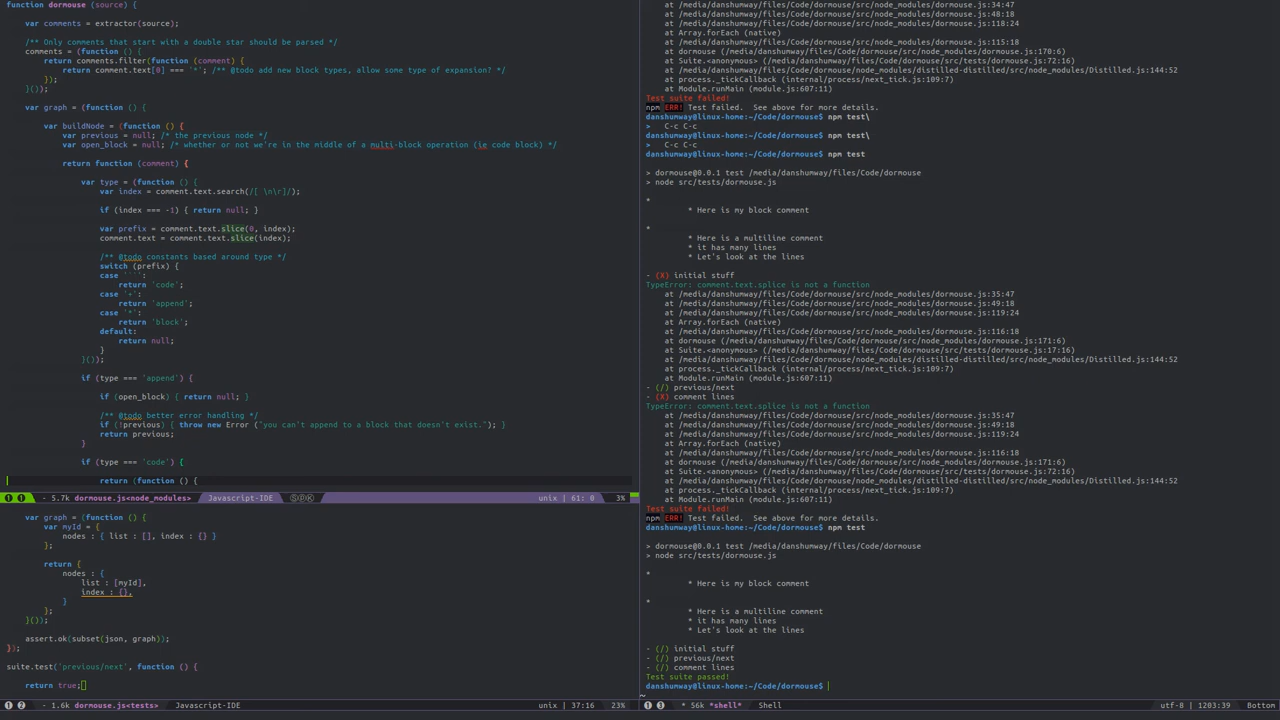 function dormouse (source) {
var comments = extractor(source);
/** Only comments that start with a double star should be parsed */
comments = (function () {
return comments.filter(function (comment) {
return comment.text[0] === '*'; /** @todo add new block types, allow some type of expansion? */
});
}());
var graph = (function () {
var buildNode = (function () {
var previous = null; /* the previous node */
var open_block = null; /* whether or not we're in the middle of a multi-block operation (ie code block) */
return function (comment) {
var type = (function () {
var index = comment.text.search(/[ \n\r]/);
if (index === -1) { return null; }
var prefix = comment.text.slice(0, index);
comment.text = comment.text.slice(index);
/** @todo constants based around type */
switch (prefix) {
case '```':
return 'code';
case '+':
return 'append';
case '*':
return 'block';
default:
return null;
}
}());
if (type === 'append') {
if (open_block) { return null; }
/** @todo better error handling */
if (!previous) { throw new Error ("you can't append to a block that doesn't exist."); }
return previous;
}
if (type === 'code') {
return (function () {
1 1 - 5.7k dormouse.js<node_modules> Javascript-IDE ⓈⓅⓀ unix | 61: 0 3%
var graph = (function () {
var myId = {
nodes : { list : [], index : {} }
};
return {
nodes : {
list : [myId],
index : {},
}
};
}());
assert.ok(subset(json, graph));
});
suite.test('previous/next', function () {
return true;
1 2 - 1.6k dormouse.js<tests> Javascript-IDE unix | 37:16 23%
at /media/danshumway/files/Code/dormouse/src/node_modules/dormouse.js:34:47
at /media/danshumway/files/Code/dormouse/src/node_modules/dormouse.js:48:18
at /media/danshumway/files/Code/dormouse/src/node_modules/dormouse.js:118:24
at Array.forEach (native)
at /media/danshumway/files/Code/dormouse/src/node_modules/dormouse.js:115:18
at dormouse (/media/danshumway/files/Code/dormouse/src/node_modules/dormouse.js:170:6)
at Suite.<anonymous> (/media/danshumway/files/Code/dormouse/src/tests/dormouse.js:72:16)
at /media/danshumway/files/Code/dormouse/node_modules/distilled-distilled/src/node_modules/Distilled.js:144:52
at process._tickCallback (internal/process/next_tick.js:109:7)
at Module.runMain (module.js:607:11)
Test suite failed!
npm ERR! Test failed. See above for more details.
danshumway@linux-home:~/Code/dormouse$ npm test\
> C-c C-c
danshumway@linux-home:~/Code/dormouse$ npm test\
> C-c C-c
danshumway@linux-home:~/Code/dormouse$ npm test
> dormouse@0.0.1 test /media/danshumway/files/Code/dormouse
> node src/tests/dormouse.js
*
* Here is my block comment
*
* Here is a multiline comment
* it has many lines
* Let's look at the lines
- (X) initial stuff
TypeError: comment.text.splice is not a function
at /media/danshumway/files/Code/dormouse/src/node_modules/dormouse.js:35:47
at /media/danshumway/files/Code/dormouse/src/node_modules/dormouse.js:49:18
at /media/danshumway/files/Code/dormouse/src/node_modules/dormouse.js:119:24
at Array.forEach (native)
at /media/danshumway/files/Code/dormouse/src/node_modules/dormouse.js:116:18
at dormouse (/media/danshumway/files/Code/dormouse/src/node_modules/dormouse.js:171:6)
at Suite.<anonymous> (/media/danshumway/files/Code/dormouse/src/tests/dormouse.js:17:16)
at /media/danshumway/files/Code/dormouse/node_modules/distilled-distilled/src/node_modules/Distilled.js:144:52
at process._tickCallback (internal/process/next_tick.js:109:7)
at Module.runMain (module.js:607:11)
- (/) previous/next
- (X) comment lines
TypeError: comment.text.splice is not a function
at /media/danshumway/files/Code/dormouse/src/node_modules/dormouse.js:35:47
at /media/danshumway/files/Code/dormouse/src/node_modules/dormouse.js:49:18
at /media/danshumway/files/Code/dormouse/src/node_modules/dormouse.js:119:24
at Array.forEach (native)
at /media/danshumway/files/Code/dormouse/src/node_modules/dormouse.js:116:18
at dormouse (/media/danshumway/files/Code/dormouse/src/node_modules/dormouse.js:171:6)
at Suite.<anonymous> (/media/danshumway/files/Code/dormouse/src/tests/dormouse.js:72:16)
at /media/danshumway/files/Code/dormouse/node_modules/distilled-distilled/src/node_modules/Distilled.js:144:52
at process._tickCallback (internal/process/next_tick.js:109:7)
at Module.runMain (module.js:607:11)
Test suite failed!
npm ERR! Test failed. See above for more details.
danshumway@linux-home:~/Code/dormouse$ npm test
> dormouse@0.0.1 test /media/danshumway/files/Code/dormouse
> node src/tests/dormouse.js
*
* Here is my block comment
*
* Here is a multiline comment
* it has many lines
* Let's look at the lines
- (/) initial stuff
- (/) previous/next
- (/) comment lines
Test suite passed!
danshumway@linux-home:~/Code/dormouse$
~
1 3 * 56k *shell* Shell utf-8 | 1203:39 Bottom